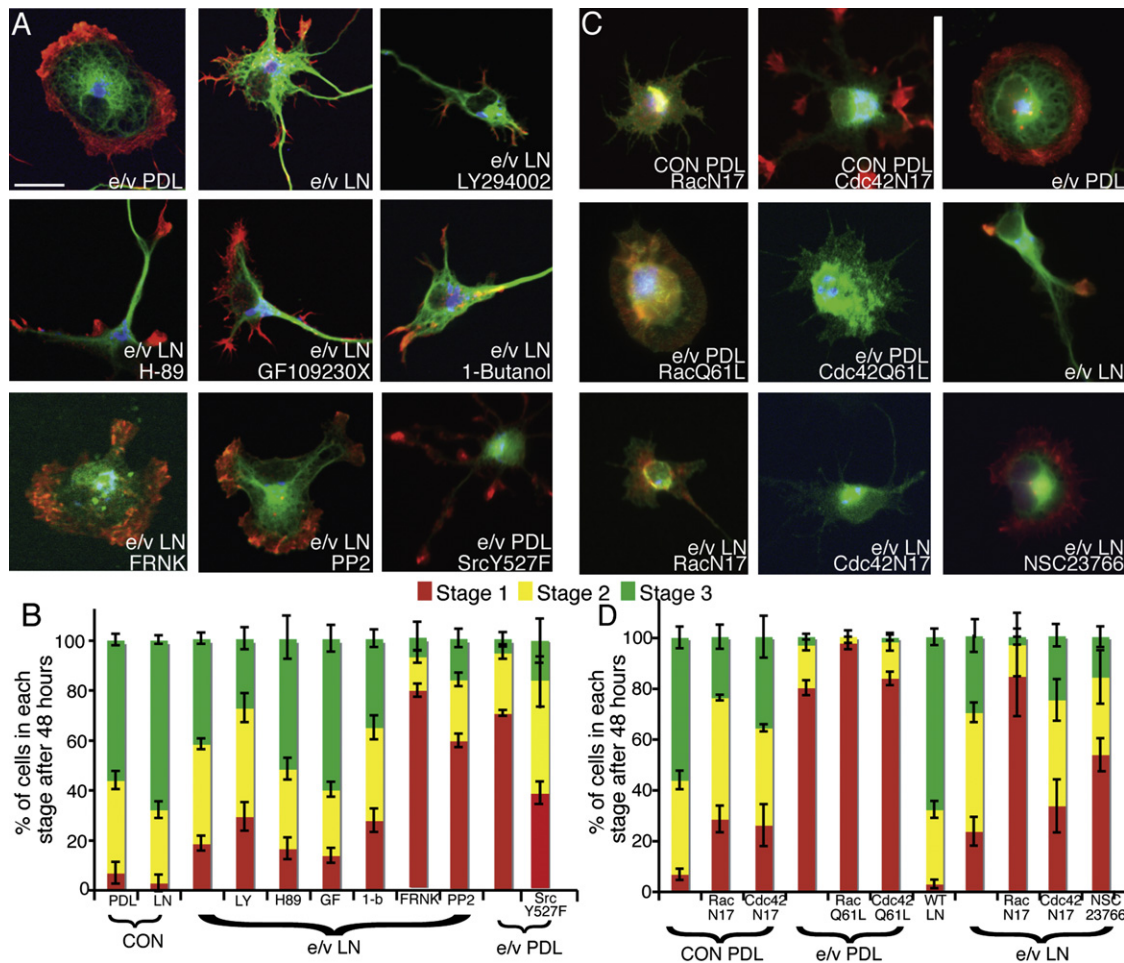 A
C
e/v PDL
e/v LN
e/v LN
LY294002
CON PDL
RacN17
CON PDL
Cdc42N17
e/v PDL
e/v LN
H-89
e/v LN
GF109230X
e/v LN
1-Butanol
e/v PDL
RacQ61L
e/v PDL
Cdc42Q61L
e/v LN
e/v LN
FRNK
e/v LN
PP2
e/v PDL
SrcY527F
e/v LN
RacN17
e/v LN
Cdc42N17
e/v LN
NSC23766
Stage 1 Stage 2 Stage 3
B
% of cells in each
stage after 48 hours
100
80
60
40
20
0
PDL LN LY H89 GF 1-b FRNK PP2 Src
Y527F
CON
e/v LN
e/v PDL
D
% of cells in each
stage after 48 hours
100
80
60
40
20
0
Rac Cdc42 Rac Cdc42 WT Rac Cdc42 NSC
N17 N17 Q61L Q61L LN N17 N17 23766
CON PDL
e/v PDL
e/v LN